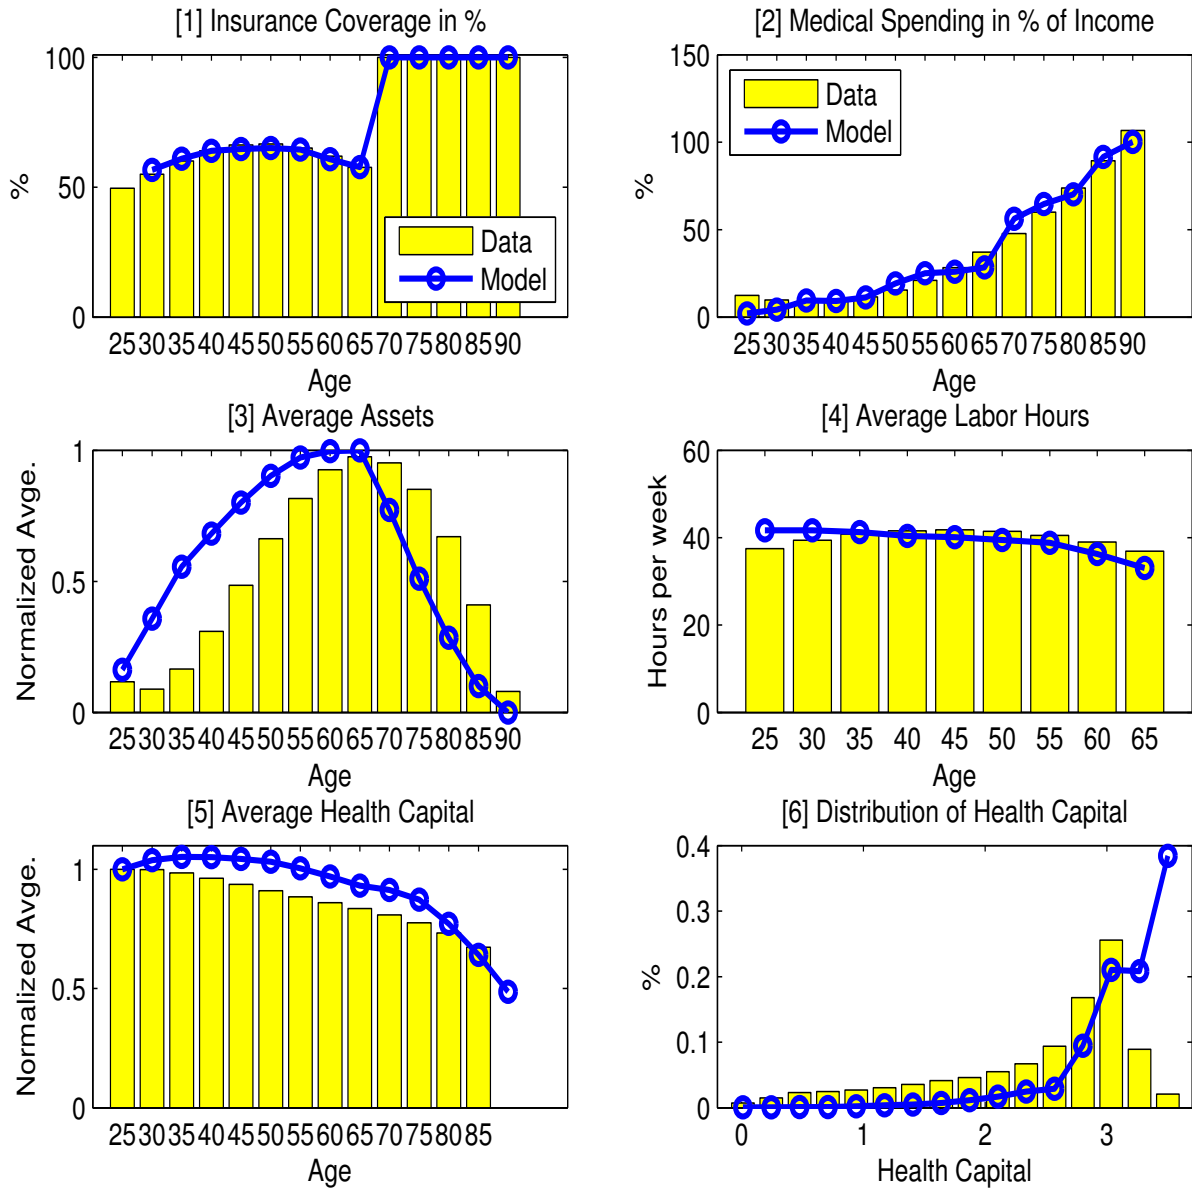 [1] Insurance Coverage in %
100
50
0
%
Data
Model
25 30 35 40 45 50 55 60 65 70 75 80 85 90
Age
[2] Medical Spending in % of Income
150
100
50
0
%
Data
Model
25 30 35 40 45 50 55 60 65 70 75 80 85 90
Age
[3] Average Assets
1
0.5
0
Normalized Avge.
25 30 35 40 45 50 55 60 65 70 75 80 85 90
Age
[4] Average Labor Hours
60
40
20
0
Hours per week
25 30 35 40 45 50 55 60 65
Age
[5] Average Health Capital
1
0.5
0
Normalized Avge.
25 30 35 40 45 50 55 60 65 70 75 80 85
Age
[6] Distribution of Health Capital
0.4
0.3
0.2
0.1
0
%
0 1 2 3
Health Capital